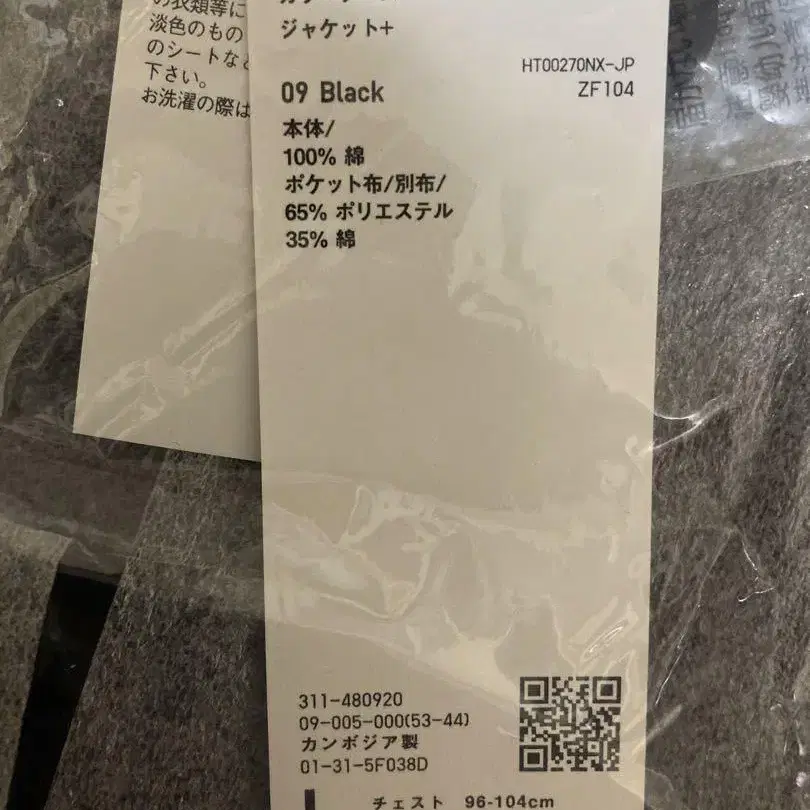 の衣類等に
淡色のもの
のシートなど
下さい。
お洗濯の際は
ジャケット+
HT00270NX-JP
ZF104
09 Black
本体/
100% 綿
ポケット布/別布/
65% ポリエステル
35% 綿
311-480920
09-005-000(53-44)
カンボジア製
01-31-5F038D
チェスト 96-104cm